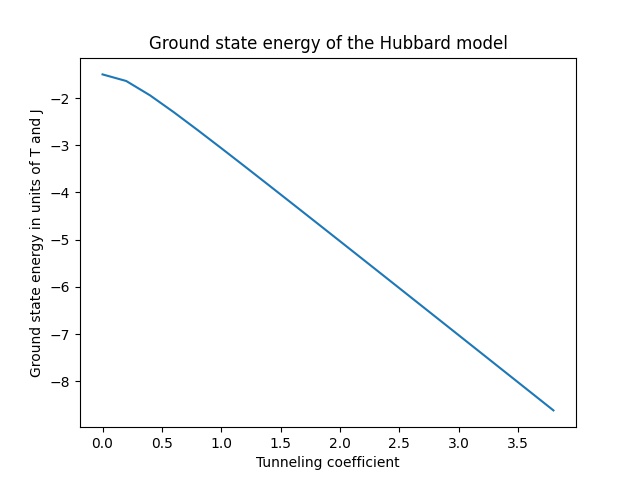 Ground state energy of the Hubbard model
Ground state energy in units of T and J
−2
−3
−4
−5
−6
−7
−8
0.0 0.5 1.0 1.5 2.0 2.5 3.0 3.5
Tunneling coefficient